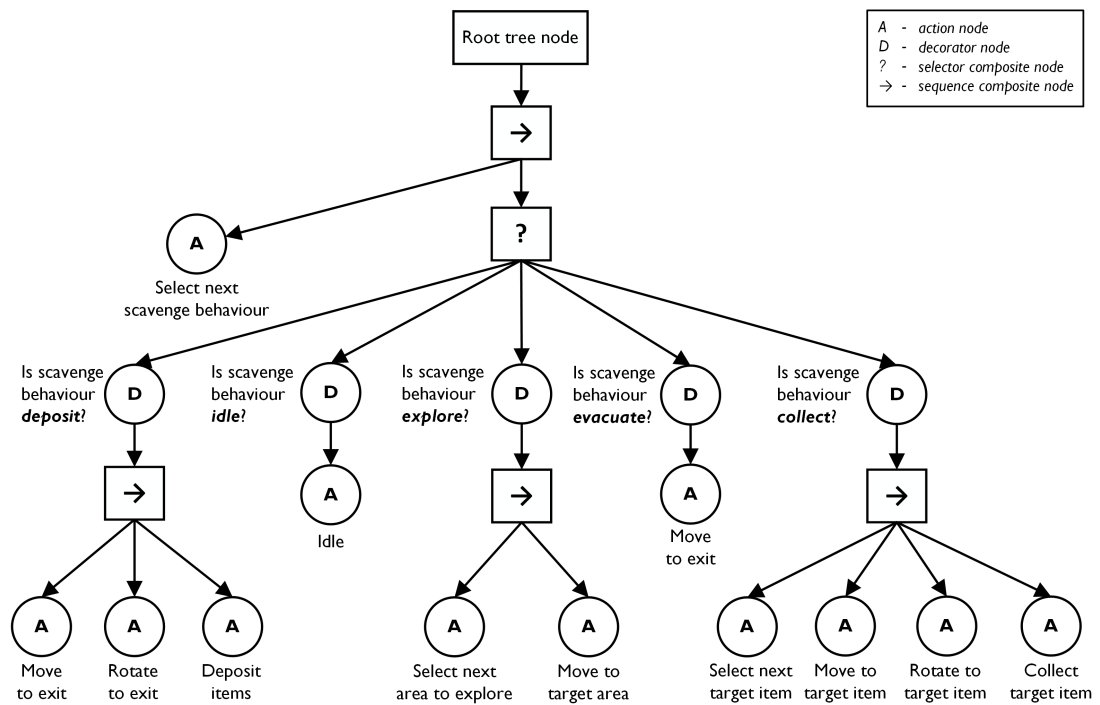 Root tree node
A - action node
D - decorator node
? - selector composite node
→ - sequence composite node
→
A
?
Select next
scavenge behaviour
Is scavenge
behaviour
deposit?
D
Is scavenge
behaviour
idle?
D
Is scavenge
behaviour
explore?
D
Is scavenge
behaviour
evacuate?
D
Is scavenge
behaviour
collect?
D
→
A
Idle
→
A
Move
to exit
→
A
Move
to exit
A
Rotate
to exit
A
Deposit
items
A
Select next
area to explore
A
Move to
target area
A
Select next
target item
A
Move to
target item
A
Rotate to
target item
A
Collect
target item